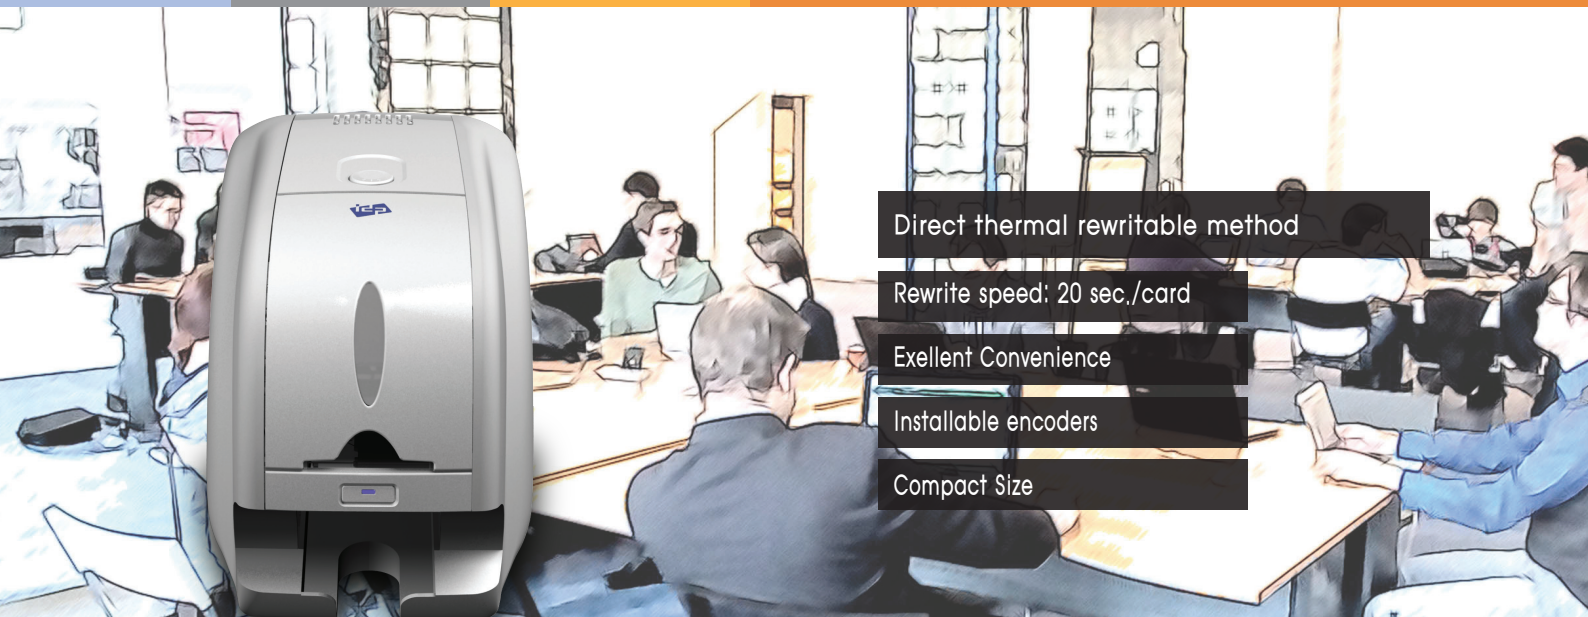 Direct thermal rewritable method
Rewrite speed: 20 sec./card
Exellent Convenience
Installable encoders
Compact Size